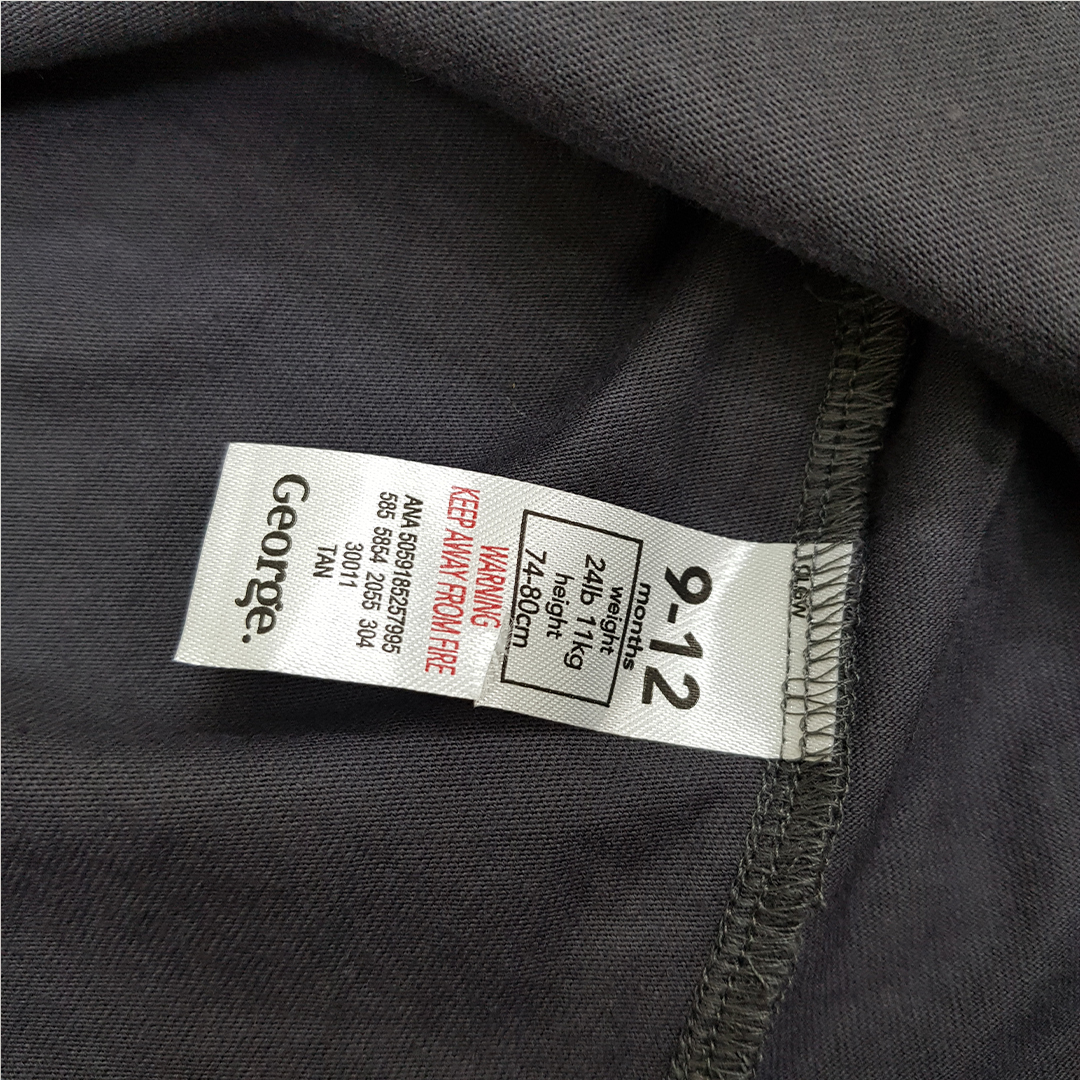 9-12
months
weight
24lb 11kg
height
74-80cm
WARNING
KEEP AWAY FROM FIRE
ANA 5059185257995
585 5854 2055 304
30011
TAN
George.